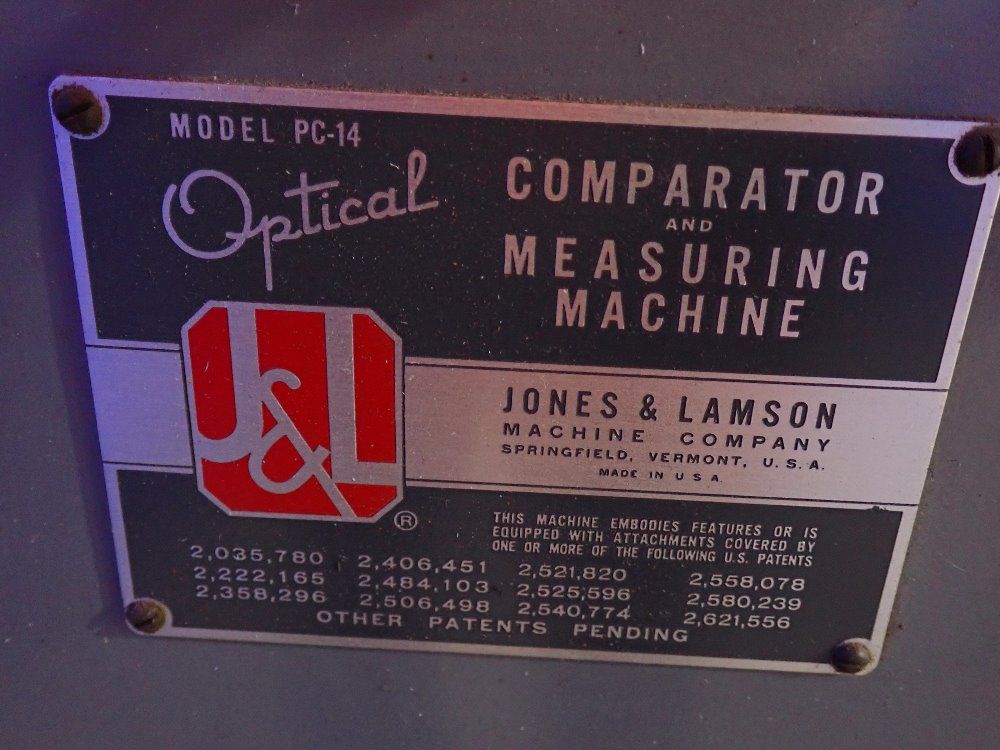 MODEL PC-14
Optical
COMPARATOR
AND
MEASURING
MACHINE
J&L
®
JONES & LAMSON
MACHINE COMPANY
SPRINGFIELD, VERMONT, U.S.A.
MADE IN U S A
THIS MACHINE EMBODIES FEATURES OR IS
EQUIPPED WITH ATTACHMENTS COVERED BY
ONE OR MORE OF THE FOLLOWING U.S. PATENTS
2,035,780 2,406,451 2,521,820 2,558,078
2,222,165 2,484,103 2,525,596 2,580,239
2,358,296 2,506,498 2,540,774 2,621,556
OTHER PATENTS PENDING